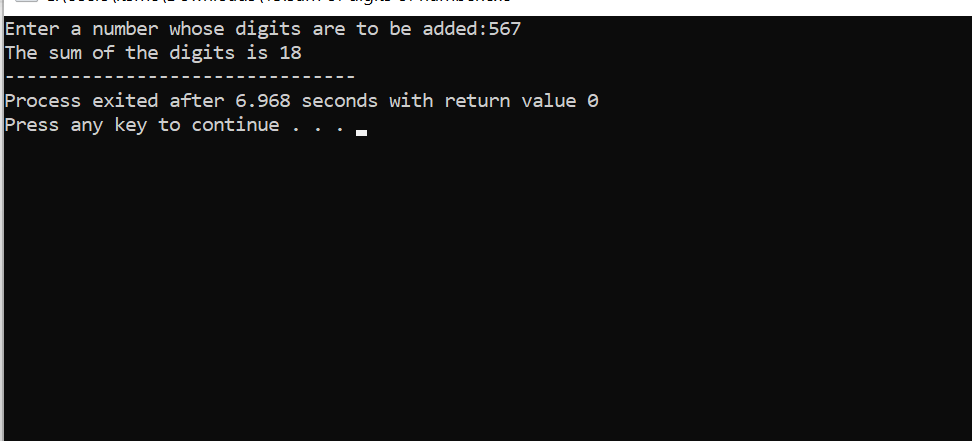 Enter a number whose digits are to be added:567
The sum of the digits is 18
--------------------------------
Process exited after 6.968 seconds with return value 0
Press any key to continue . . .